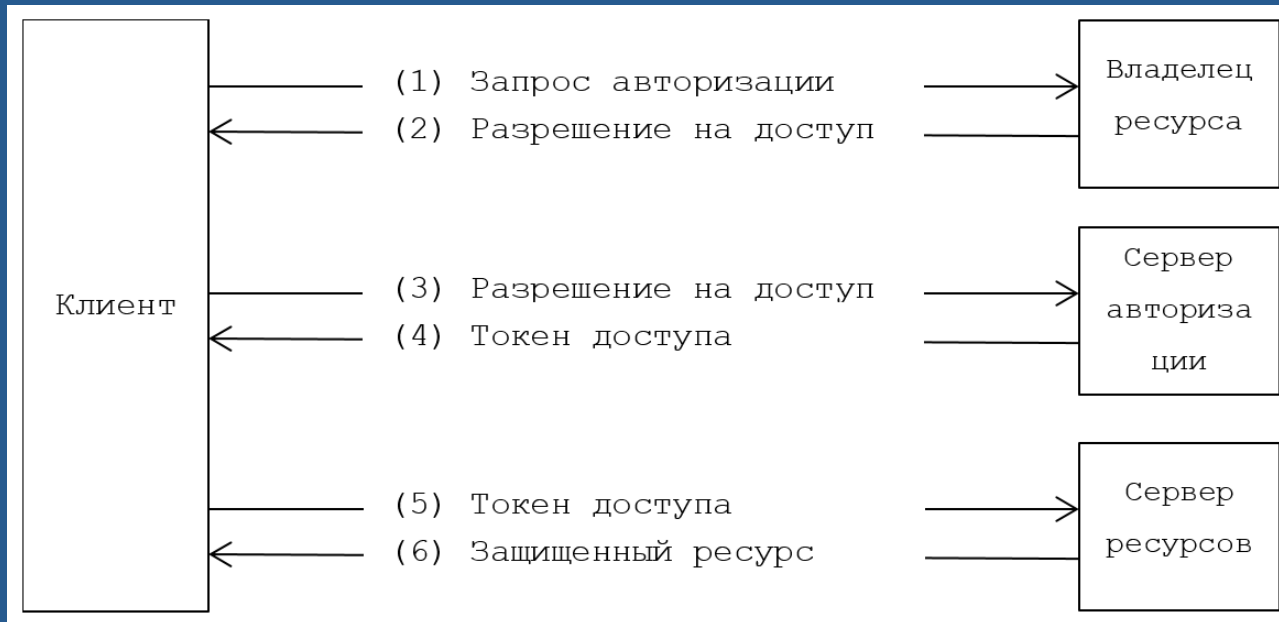 (1) Запрос авторизации
(2) Разрешение на доступ
Владелец
ресурса
Клиент
(3) Разрешение на доступ
(4) Токен доступа
Сервер
авториза
ции
(5) Токен доступа
(6) Защищенный ресурс
Сервер
ресурсов